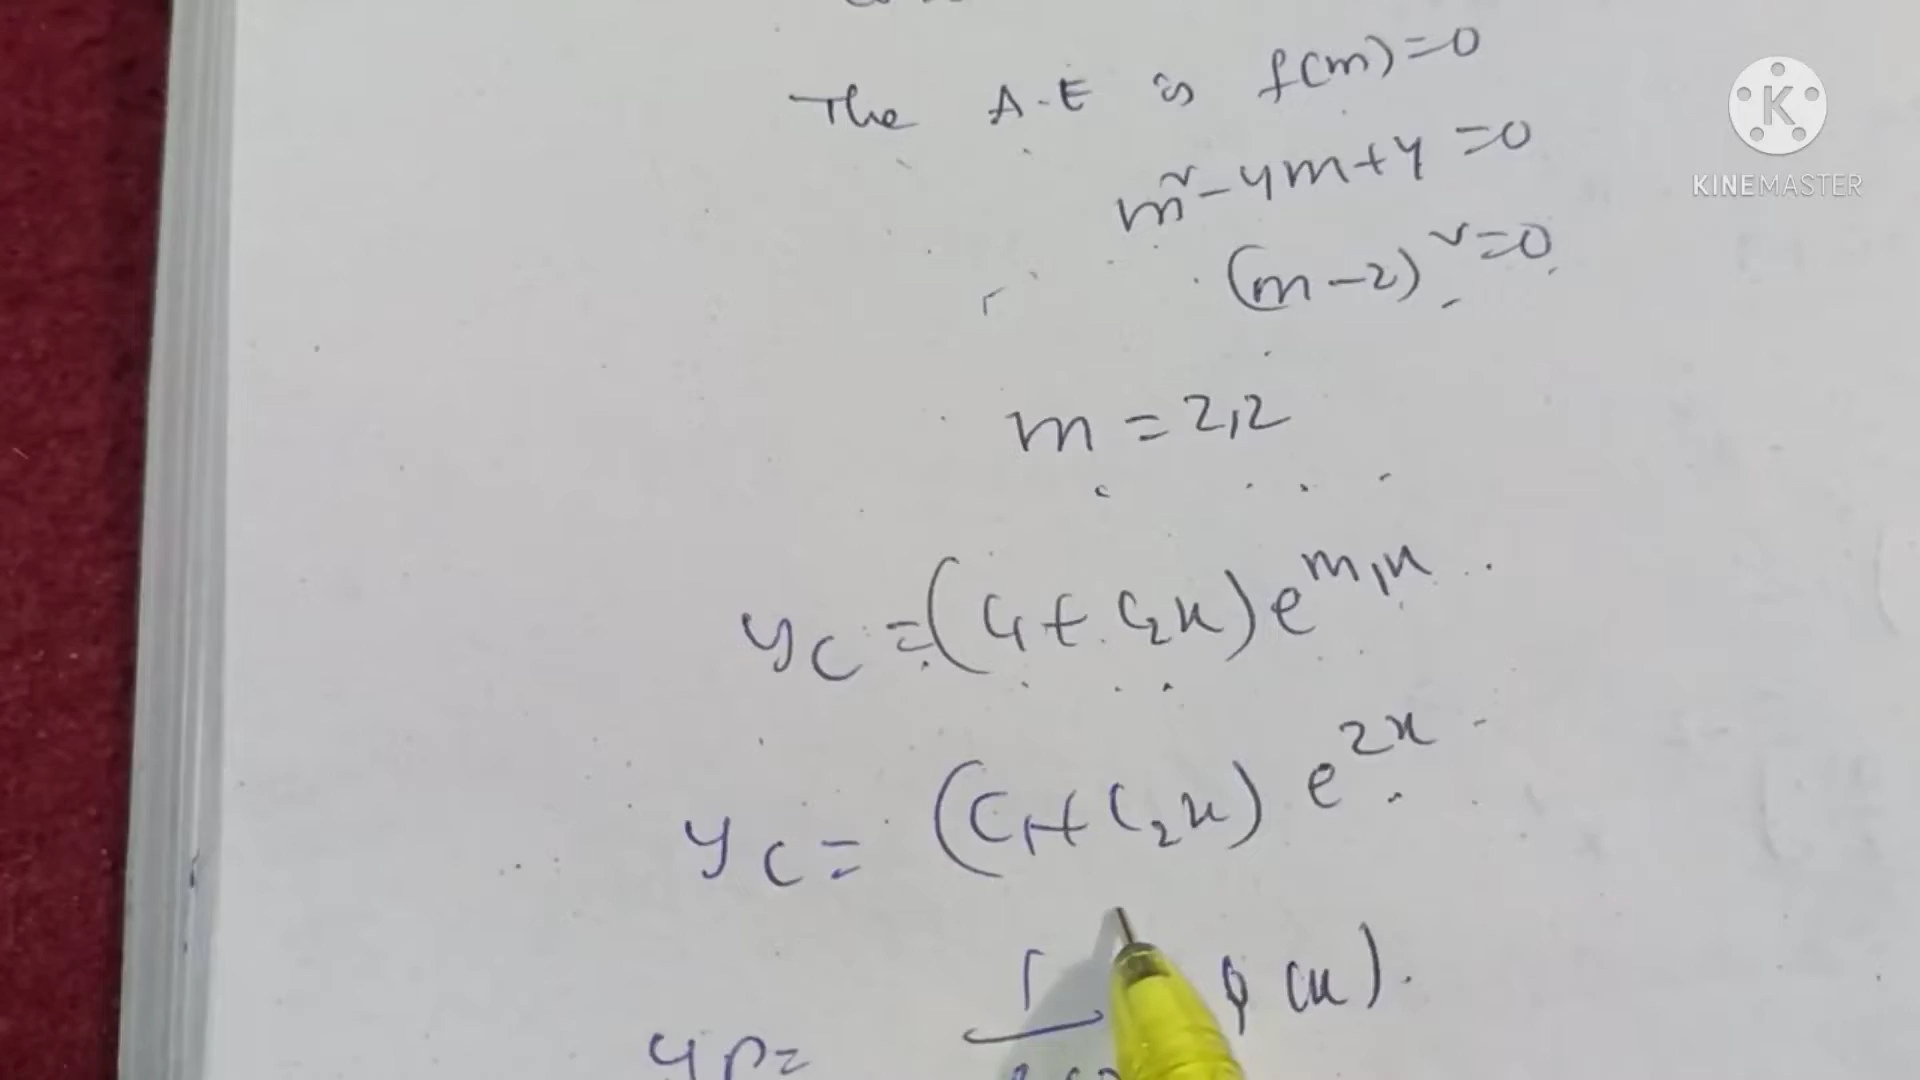 The A.E is f(m)=0
m²-4m+4=0
(m-2)²=0
m=2,2
yc=(c1+c2x)e^m1x
yc=(c1+c2x)e^2x
yp= 1 φ(x).
KINEMASTER